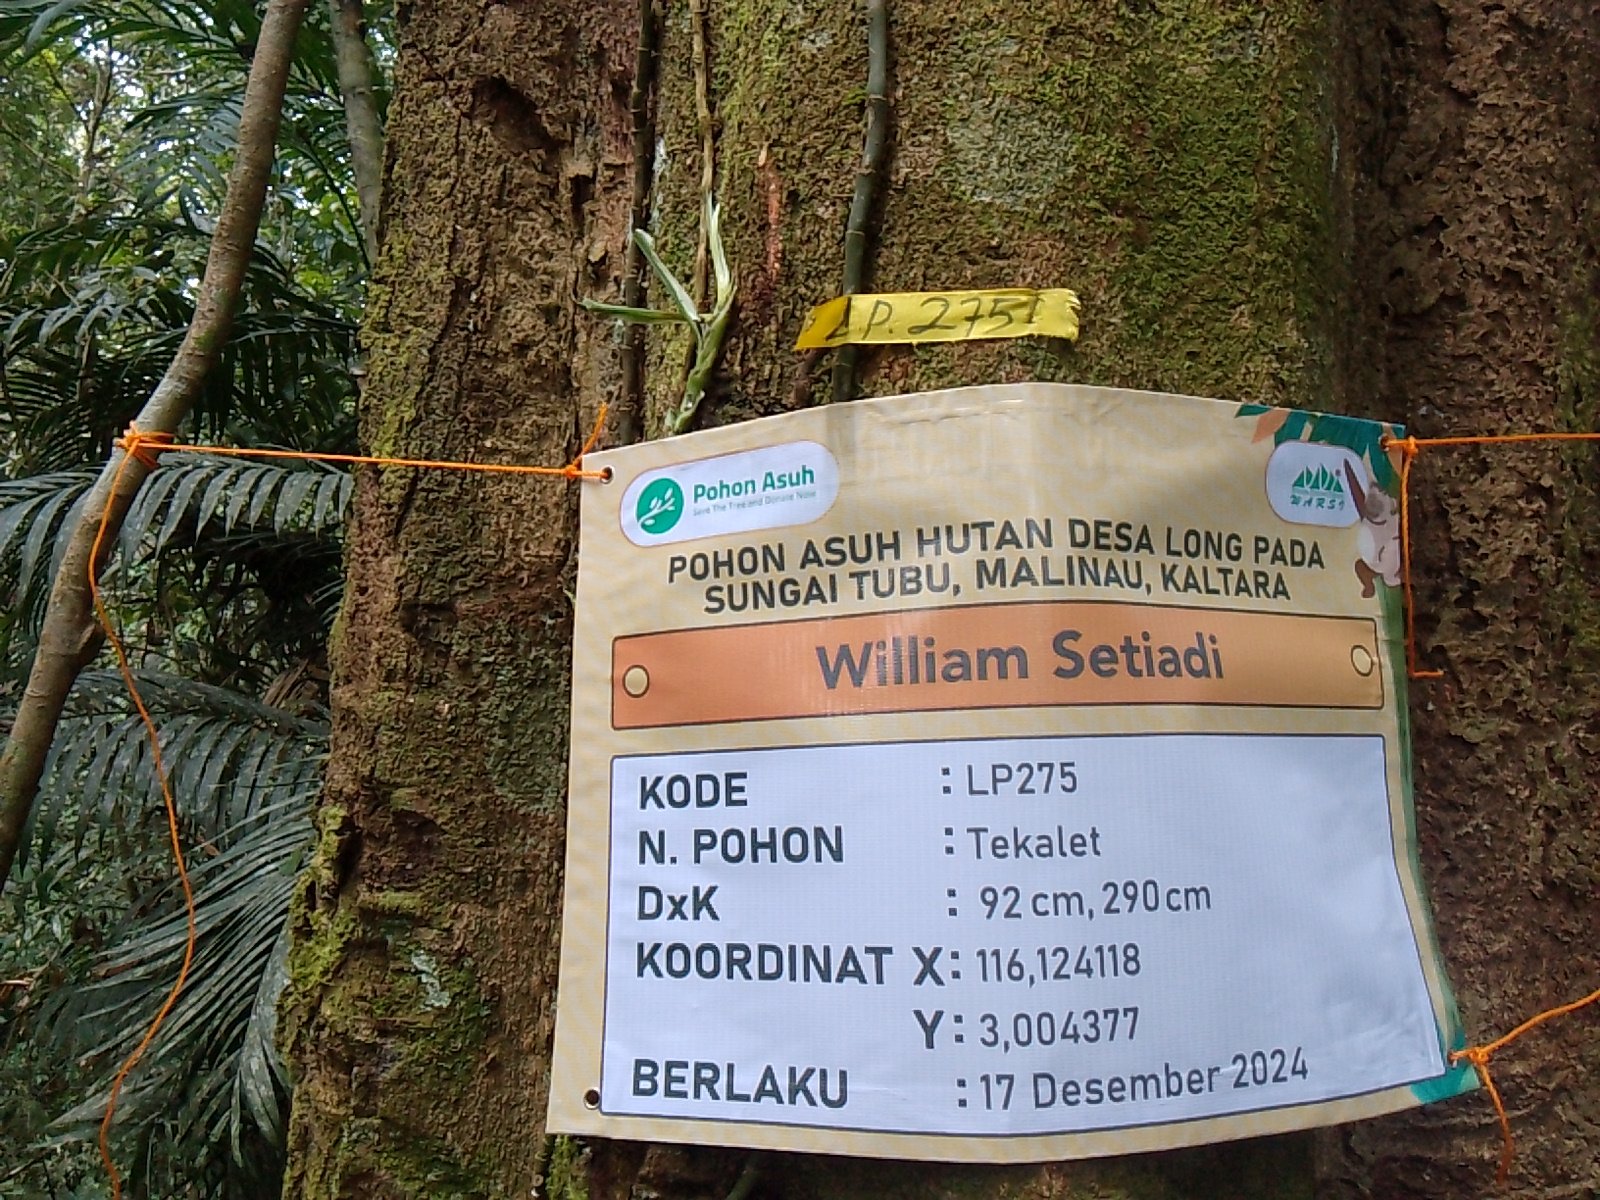 LP. 2751
Pohon Asuh
Save The Tree and Donate Now
WARSI
POHON ASUH HUTAN DESA LONG PADA
SUNGAI TUBU, MALINAU, KALTARA
William Setiadi
KODE : LP275
N. POHON : Tekalet
DxK : 92 cm, 290 cm
KOORDINAT X : 116,124118
Y : 3,004377
BERLAKU : 17 Desember 2024